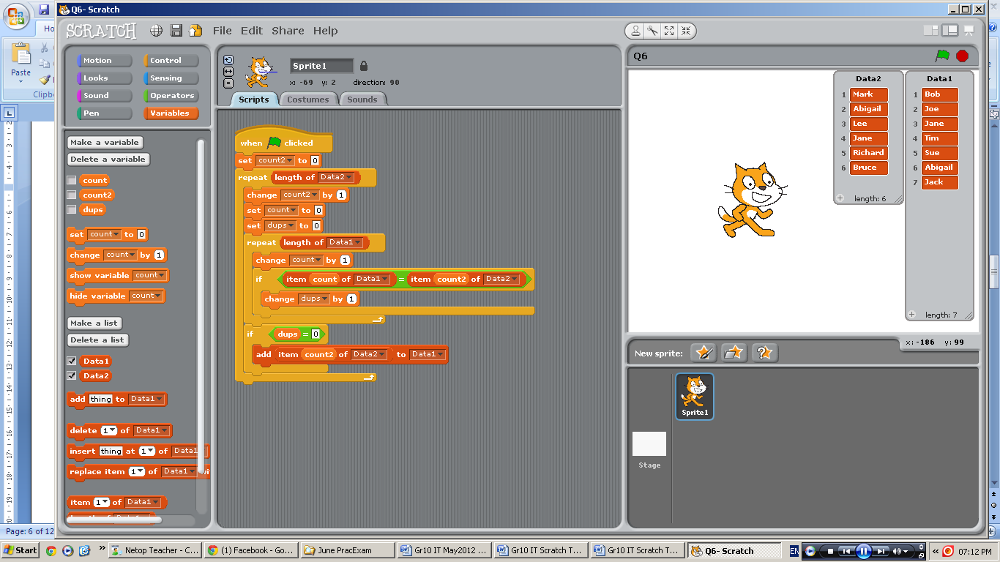 Q6- Scratch
Ho
SCRATCH
File Edit Share Help
Paste
Clipbo
Motion Control
Looks Sensing
Sound Operators
Pen Variables
Sprite1
x: -69 y: 2 direction: 90
Scripts Costumes Sounds
Make a variable
Delete a variable
count
count2
dups
set count to 0
change count by 1
show variable count
hide variable count
Make a list
Delete a list
Data1
Data2
add thing to Data1
delete 1 of Data1
insert thing at 1 of Data1
replace item 1 of Data1
item 1 of Data1
when clicked
set count2 to 0
repeat length of Data2
change count2 by 1
set count to 0
set dups to 0
repeat length of Data1
change count by 1
if item count of Data1 = item count2 of Data2
change dups by 1
if dups = 0
add item count2 of Data2 to Data1
Q6
Data2
1 Mark
2 Abigail
3 Lee
4 Jane
5 Richard
6 Bruce
+ length: 6
Data1
1 Bob
2 Joe
3 Jane
4 Tim
5 Sue
6 Abigail
7 Jack
+ length: 7
x: -186 y: 99
New sprite:
Sprite1
Stage
Page: 6 of 12
Start
Netop Teacher - C...
(1) Facebook - Go...
June PracExam
Gr10 IT May2012 ...
Gr10 IT Scratch T...
Gr10 IT Scratch T...
Q6- Scratch
EN
07:12 PM